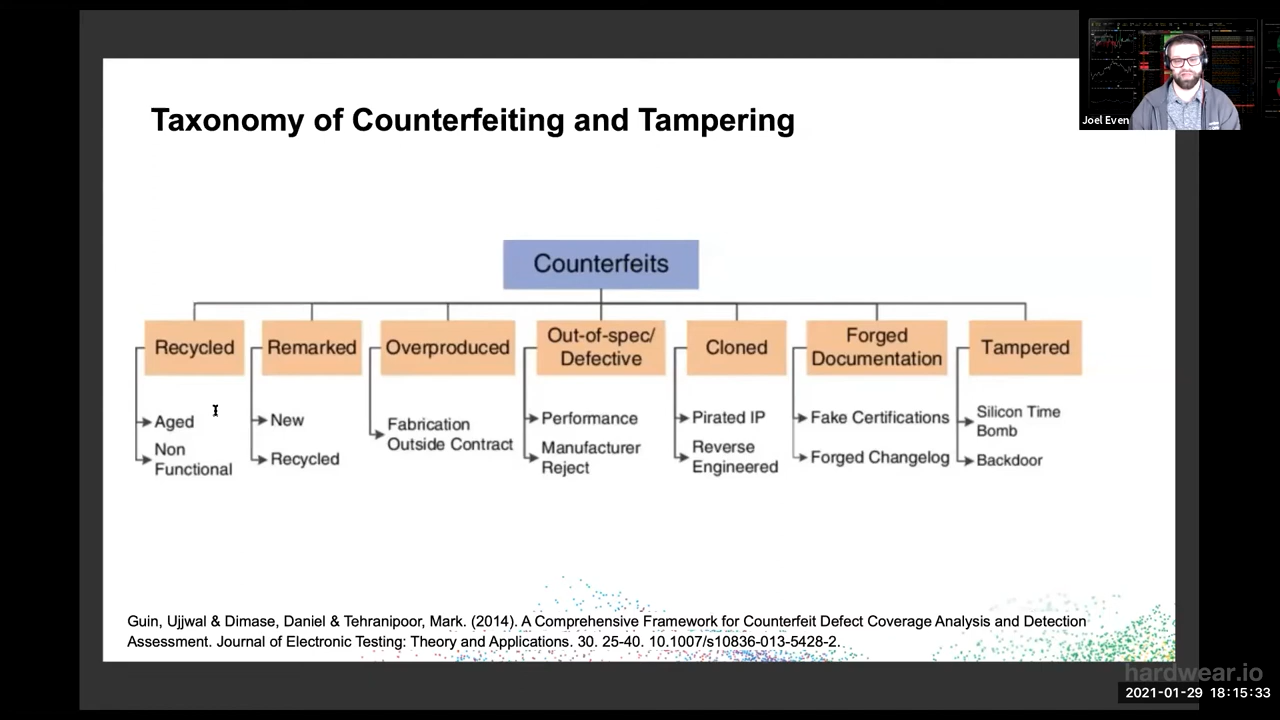 Taxonomy of Counterfeiting and Tampering
Joel Even
Counterfeits
Recycled
Remarked
Overproduced
Out-of-spec/
Defective
Cloned
Forged
Documentation
Tampered
Aged
Non
Functional
New
Recycled
Fabrication
Outside Contract
Performance
Manufacturer
Reject
Pirated IP
Reverse
Engineered
Fake Certifications
Forged Changelog
Silicon Time
Bomb
Backdoor
Guin, Ujjwal & Dimase, Daniel & Tehranipoor, Mark. (2014). A Comprehensive Framework for Counterfeit Defect Coverage Analysis and Detection
Assessment. Journal of Electronic Testing: Theory and Applications. 30. 25-40. 10.1007/s10836-013-5428-2.
hardwear.io
2021-01-29 18:15:33